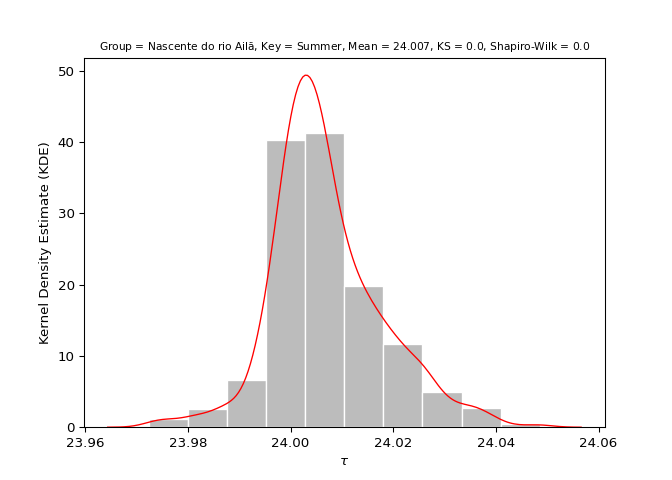 Group = Nascente do rio Ailã, Key = Summer, Mean = 24.007, KS = 0.0, Shapiro-Wilk = 0.0
50
40
30
20
10
0
Kernel Density Estimate (KDE)
23.96 23.98 24.00 24.02 24.04 24.06
τ